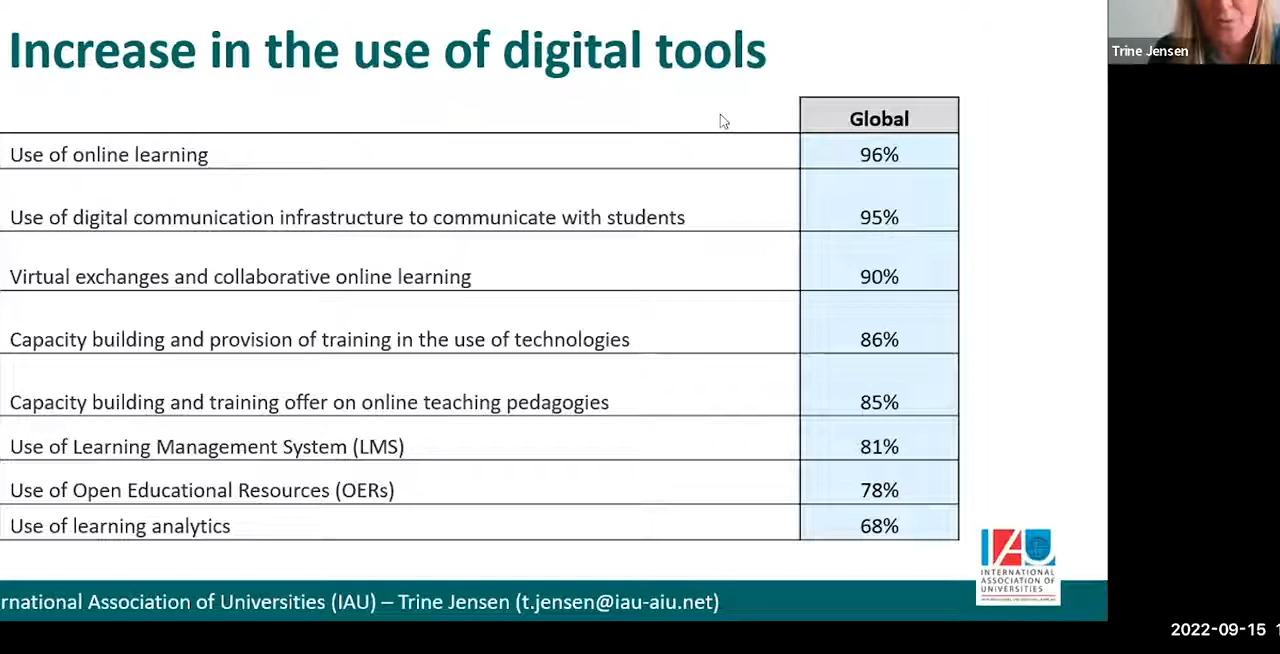 Increase in the use of digital tools
Trine Jensen
Global
Use of online learning 96%
Use of digital communication infrastructure to communicate with students 95%
Virtual exchanges and collaborative online learning 90%
Capacity building and provision of training in the use of technologies 86%
Capacity building and training offer on online teaching pedagogies 85%
Use of Learning Management System (LMS) 81%
Use of Open Educational Resources (OERs) 78%
Use of learning analytics 68%
IAU
INTERNATIONAL
ASSOCIATION OF
UNIVERSITIES
rnational Association of Universities (IAU) – Trine Jensen (t.jensen@iau-aiu.net)
2022-09-15 1